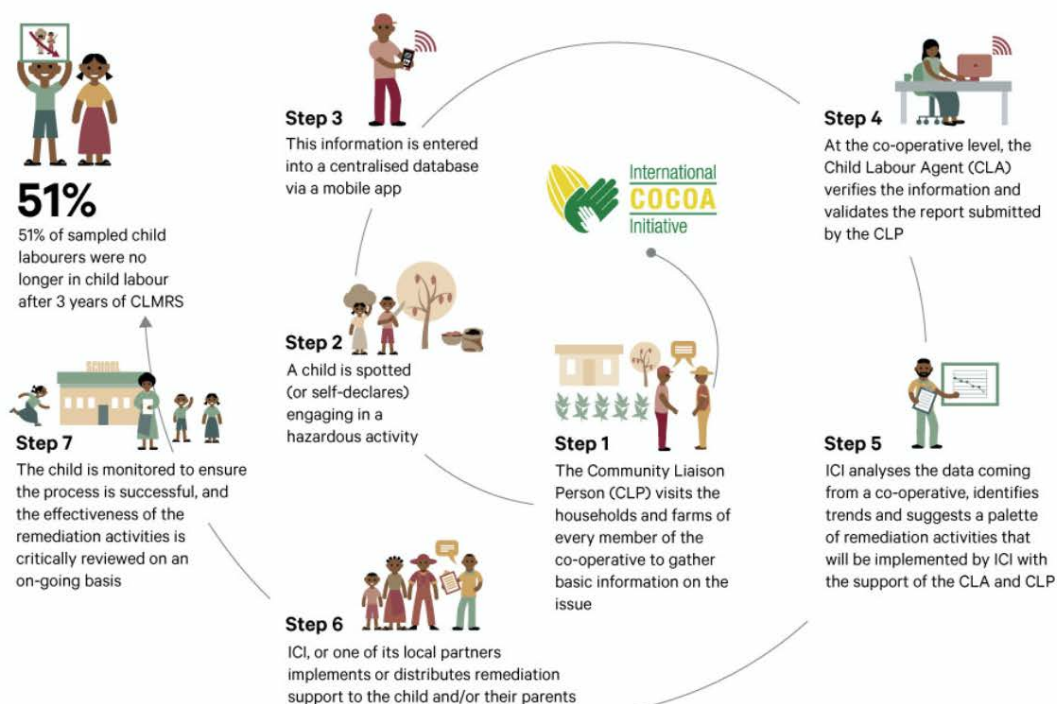 International
COCOA
Initiative
Step 1
The Community Liaison
Person (CLP) visits the
households and farms of
every member of the
co-operative to gather
basic information on the
issue
Step 2
A child is spotted
(or self-declares)
engaging in a
hazardous activity
Step 3
This information is entered
into a centralised database
via a mobile app
Step 4
At the co-operative level, the
Child Labour Agent (CLA)
verifies the information and
validates the report submitted
by the CLP
Step 5
ICI analyses the data coming
from a co-operative, identifies
trends and suggests a palette
of remediation activities that
will be implemented by ICI with
the support of the CLA and CLP
Step 6
ICI, or one of its local partners
implements or distributes remediation
support to the child and/or their parents
SCHOOL
Step 7
The child is monitored to ensure
the process is successful, and
the effectiveness of the
remediation activities is
critically reviewed on an
on-going basis
51%
51% of sampled child
labourers were no
longer in child labour
after 3 years of CLMRS